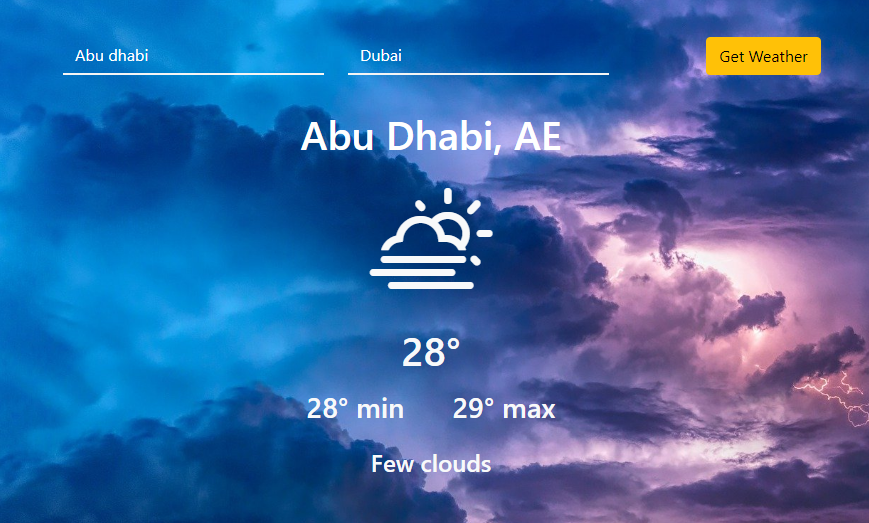 Abu dhabi
Dubai
Get Weather
Abu Dhabi, AE
28°
28° min
29° max
Few clouds